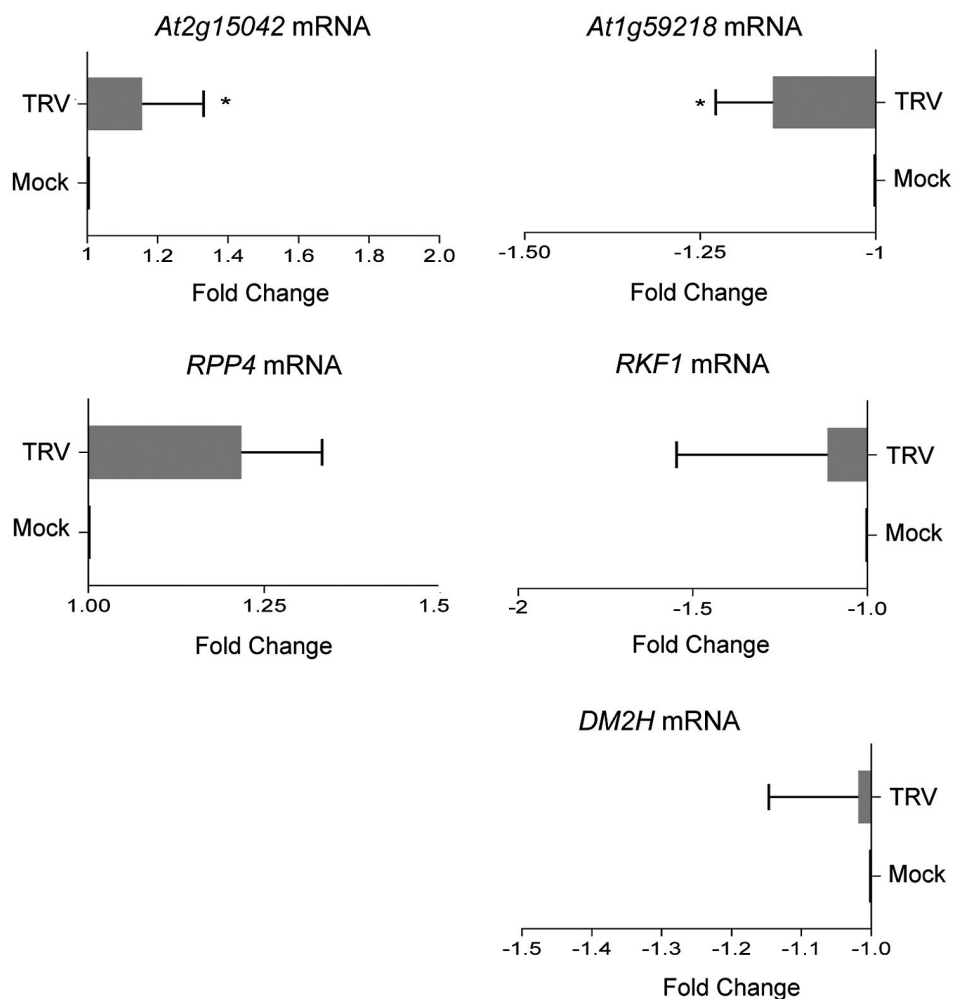 At2g15042 mRNA
TRV
*
Mock
1 1.2 1.4 1.6 1.8 2.0
Fold Change
At1g59218 mRNA
* TRV
Mock
-1.50 -1.25 -1
Fold Change
RPP4 mRNA
TRV
Mock
1.00 1.25 1.5
Fold Change
RKF1 mRNA
TRV
Mock
-2 -1.5 -1.0
Fold Change
DM2H mRNA
TRV
Mock
-1.5 -1.4 -1.3 -1.2 -1.1 -1.0
Fold Change